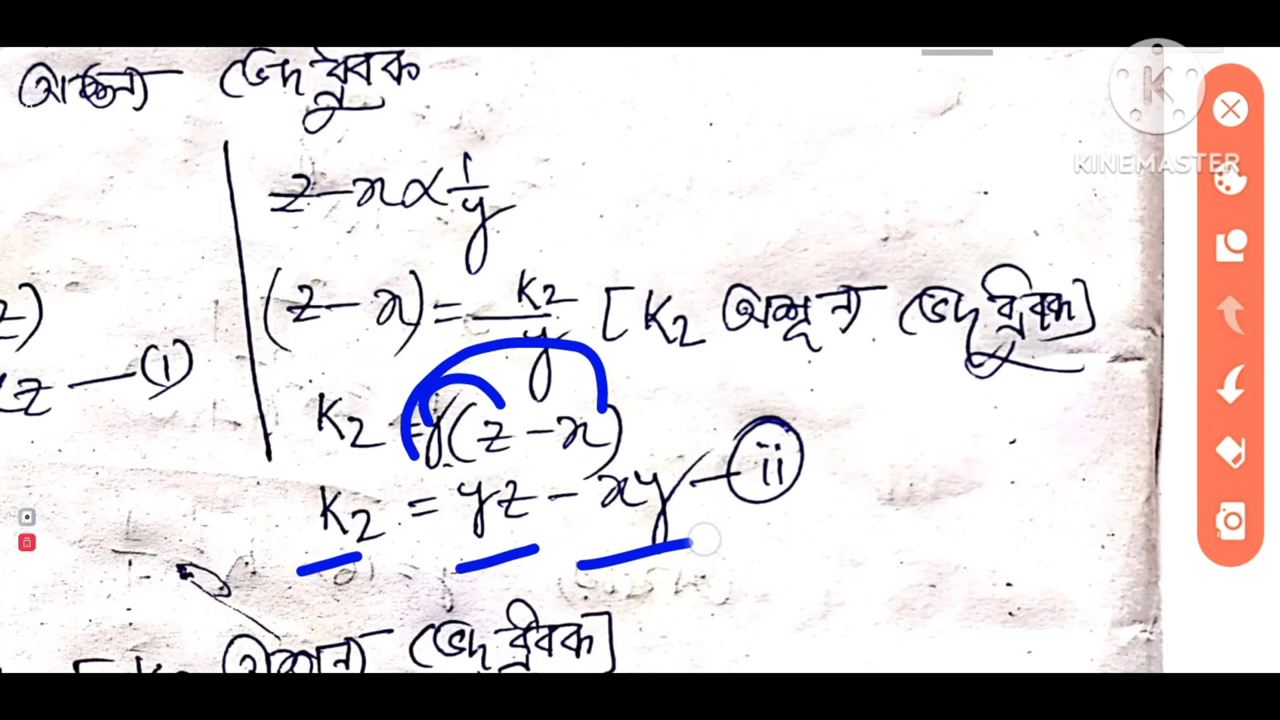 অশূন্য ভেদ ধ্রুবক
z-x∝1/y
(z-x)=K2/y [K2 অশূন্য ভেদ ধ্রুবক]
z)
z — (i)
K2 = y(z-x)
K2 = yz - xy — (ii)
অশূন্য ভেদ ধ্রুবক]
KINEMASTER